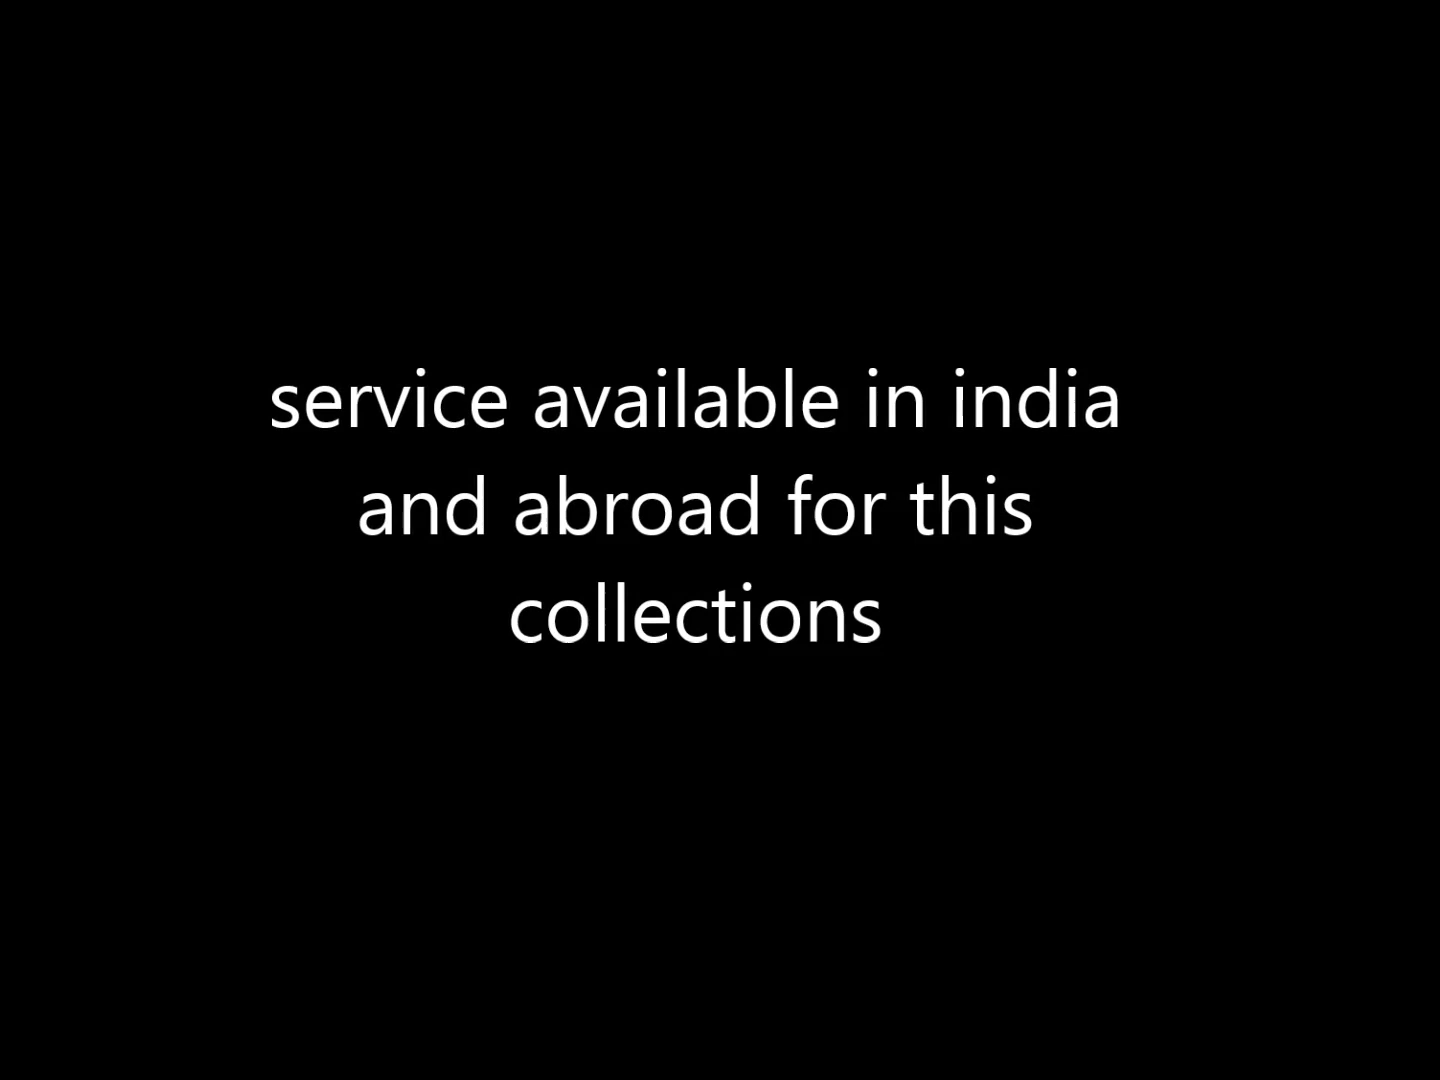 service available in india
and abroad for this
collections